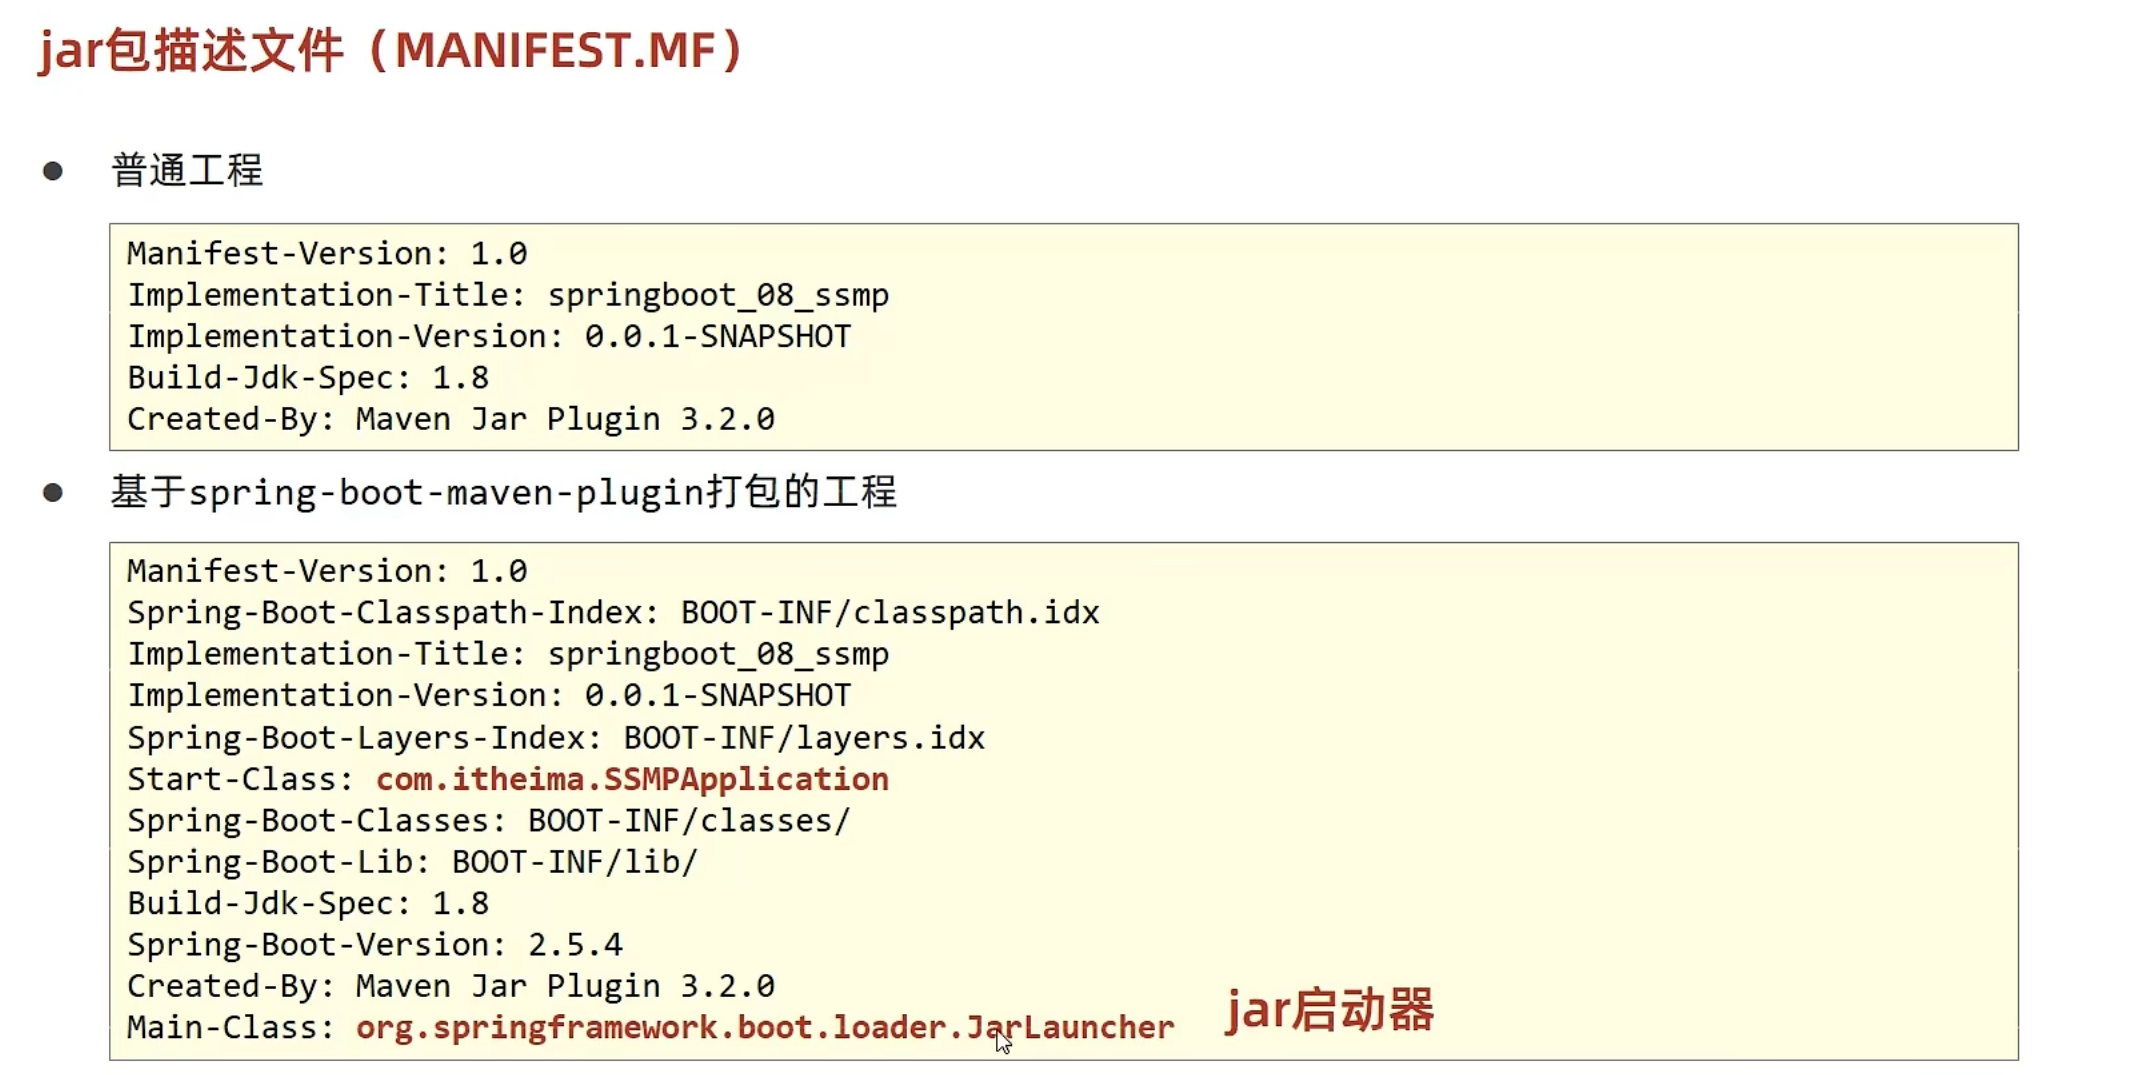 jar包描述文件（MANIFEST.MF）
● 普通工程
Manifest-Version: 1.0
Implementation-Title: springboot_08_ssmp
Implementation-Version: 0.0.1-SNAPSHOT
Build-Jdk-Spec: 1.8
Created-By: Maven Jar Plugin 3.2.0
● 基于spring-boot-maven-plugin打包的工程
Manifest-Version: 1.0
Spring-Boot-Classpath-Index: BOOT-INF/classpath.idx
Implementation-Title: springboot_08_ssmp
Implementation-Version: 0.0.1-SNAPSHOT
Spring-Boot-Layers-Index: BOOT-INF/layers.idx
Start-Class: com.itheima.SSMPApplication
Spring-Boot-Classes: BOOT-INF/classes/
Spring-Boot-Lib: BOOT-INF/lib/
Build-Jdk-Spec: 1.8
Spring-Boot-Version: 2.5.4
Created-By: Maven Jar Plugin 3.2.0
Main-Class: org.springframework.boot.loader.JarLauncher
jar启动器